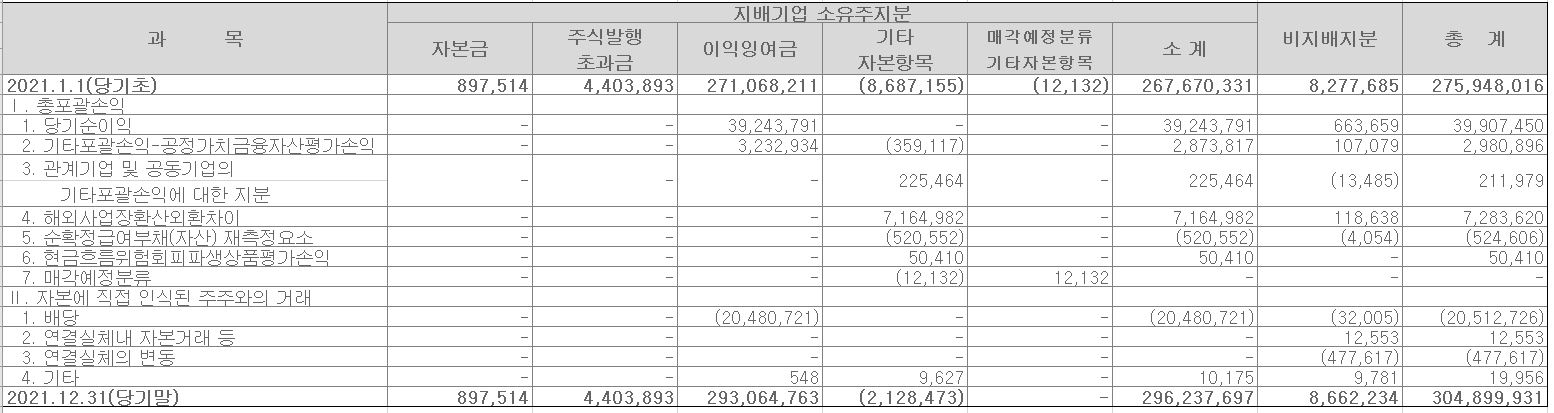 과 목 지배기업 소유주지분 비지배지분 총 계
자본금 주식발행 초과금 이익잉여금 기타 자본항목 매각예정분류 기타자본항목 소 계
2021.1.1(당기초) 897,514 4,403,893 271,068,211 (8,687,155) (12,132) 267,670,331 8,277,685 275,948,016
Ⅰ. 총포괄손익
1. 당기순이익 - - 39,243,791 - - 39,243,791 663,659 39,907,450
2. 기타포괄손익-공정가치금융자산평가손익 - - 3,232,934 (359,117) - 2,873,817 107,079 2,980,896
3. 관계기업 및 공동기업의
기타포괄손익에 대한 지분 - - - 225,464 - 225,464 (13,485) 211,979
4. 해외사업장환산외환차이 - - - 7,164,982 - 7,164,982 118,638 7,283,620
5. 순확정급여부채(자산) 재측정요소 - - - (520,552) - (520,552) (4,054) (524,606)
6. 현금흐름위험회피파생상품평가손익 - - - 50,410 - 50,410 - 50,410
7. 매각예정분류 - - - (12,132) 12,132 - - -
Ⅱ. 자본에 직접 인식된 주주와의 거래
1. 배당 - - (20,480,721) - - (20,480,721) (32,005) (20,512,726)
2. 연결실체내 자본거래 등 - - - - - - 12,553 12,553
3. 연결실체의 변동 - - - - - - (477,617) (477,617)
4. 기타 - - 548 9,627 - 10,175 9,781 19,956
2021.12.31(당기말) 897,514 4,403,893 293,064,763 (2,128,473) - 296,237,697 8,662,234 304,899,931